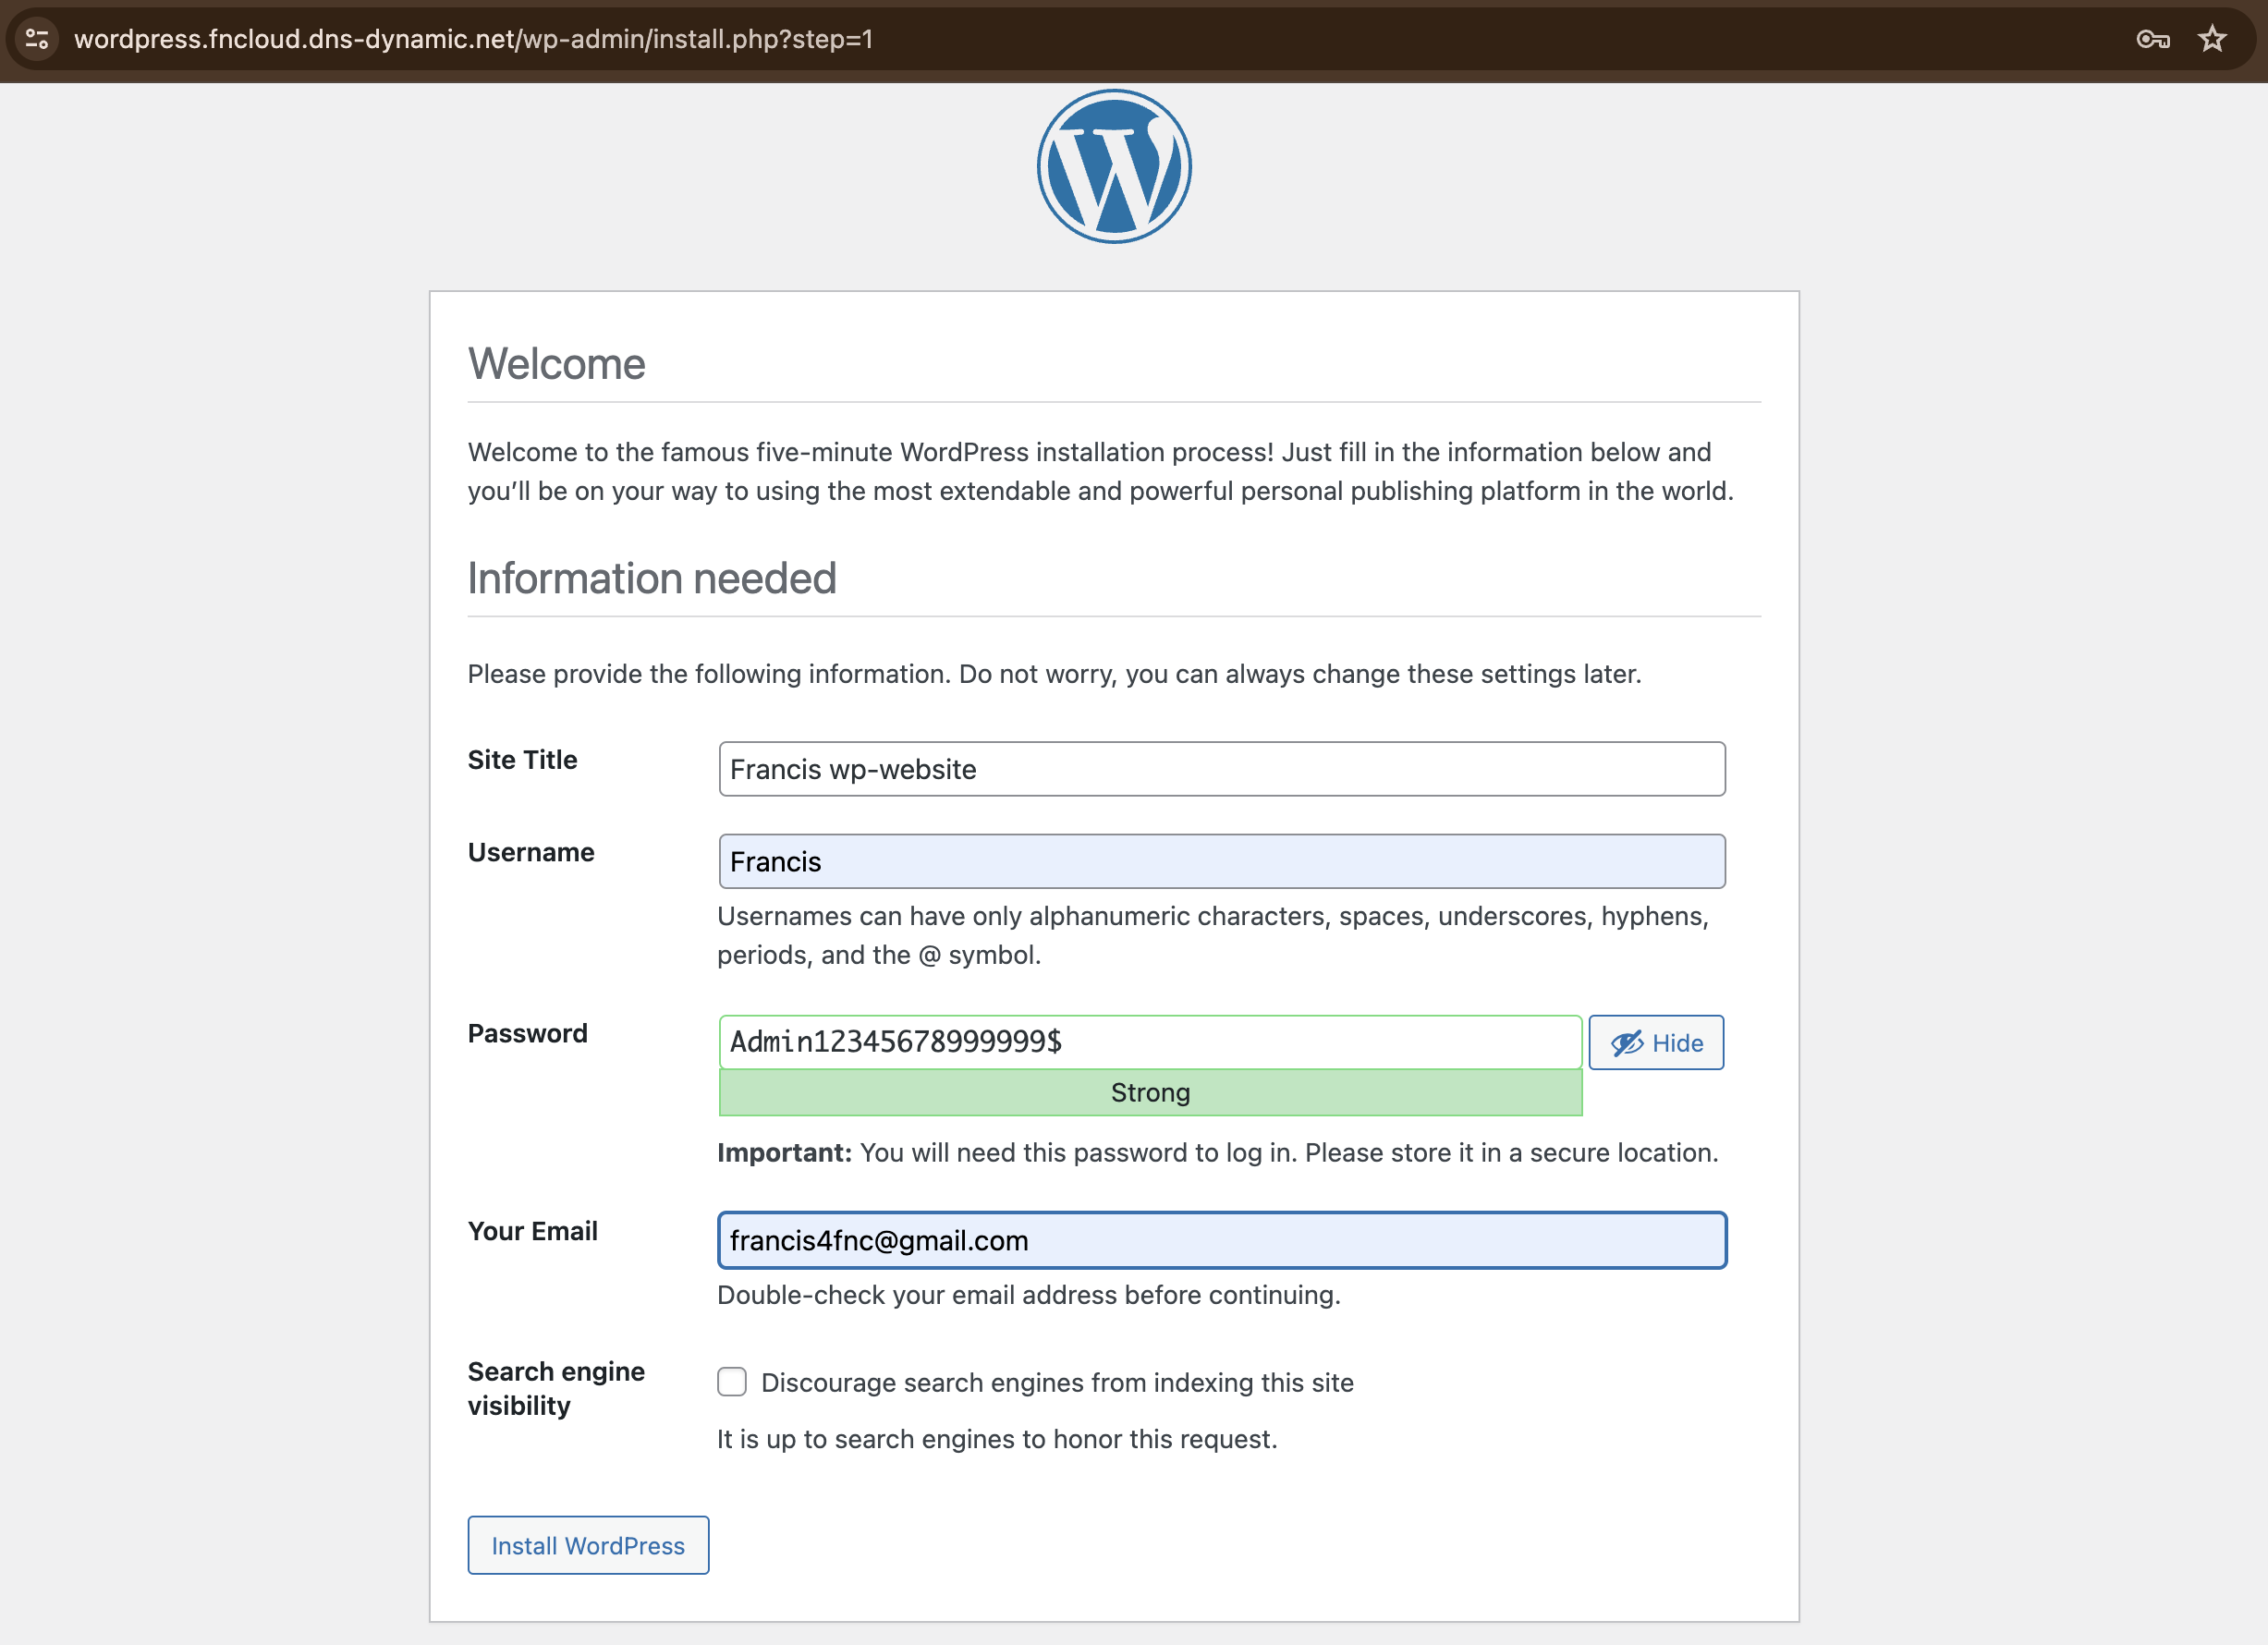 wordpress.fncloud.dns-dynamic.net/wp-admin/install.php?step=1
Welcome
Welcome to the famous five-minute WordPress installation process! Just fill in the information below and
you’ll be on your way to using the most extendable and powerful personal publishing platform in the world.
Information needed
Please provide the following information. Do not worry, you can always change these settings later.
Site Title
Francis wp-website
Username
Francis
Usernames can have only alphanumeric characters, spaces, underscores, hyphens,
periods, and the @ symbol.
Password
Admin12345678999999$
Hide
Strong
Important: You will need this password to log in. Please store it in a secure location.
Your Email
francis4fnc@gmail.com
Double-check your email address before continuing.
Search engine
visibility
Discourage search engines from indexing this site
It is up to search engines to honor this request.
Install WordPress